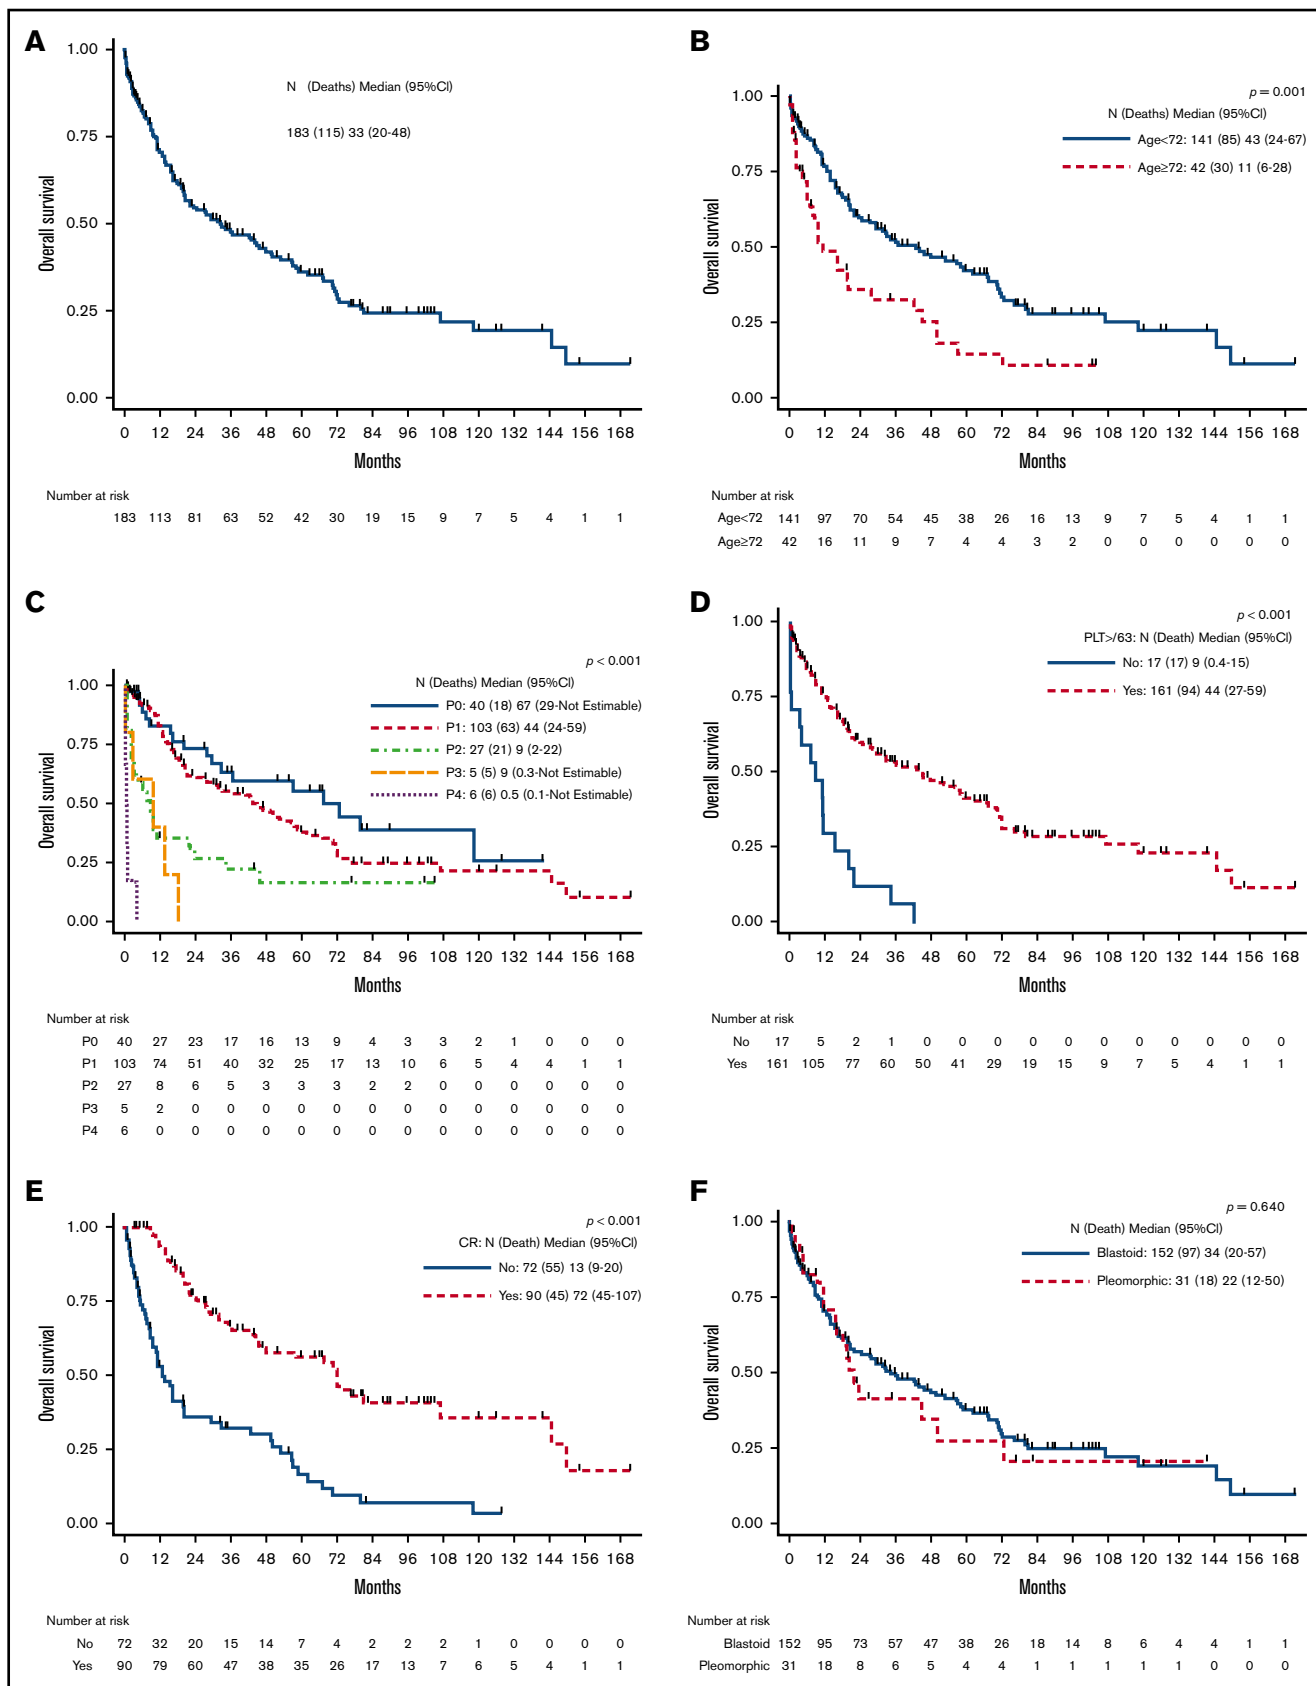 A
1.00
0.75
0.50
0.25
0.00
Overall survival
N (Deaths) Median (95%CI)
183 (115) 33 (20-48)
0 12 24 36 48 60 72 84 96 108 120 132 144 156 168
Months
Number at risk
183 113 81 63 52 42 30 19 15 9 7 5 4 1 1
B
1.00
0.75
0.50
0.25
0.00
Overall survival
p = 0.001
N (Deaths) Median (95%CI)
Age<72: 141 (85) 43 (24-67)
Age≥72: 42 (30) 11 (6-28)
0 12 24 36 48 60 72 84 96 108 120 132 144 156 168
Months
Number at risk
Age<72 141 97 70 54 45 38 26 16 13 9 7 5 4 1 1
Age≥72 42 16 11 9 7 4 4 3 2 0 0 0 0 0 0
C
1.00
0.75
0.50
0.25
0.00
Overall survival
p < 0.001
N (Deaths) Median (95%CI)
P0: 40 (18) 67 (29-Not Estimable)
P1: 103 (63) 44 (24-59)
P2: 27 (21) 9 (2-22)
P3: 5 (5) 9 (0.3-Not Estimable)
P4: 6 (6) 0.5 (0.1-Not Estimable)
0 12 24 36 48 60 72 84 96 108 120 132 144 156 168
Months
Number at risk
P0 40 27 23 17 16 13 9 4 3 3 2 1 0 0 0
P1 103 74 51 40 32 25 17 13 10 6 5 4 4 1 1
P2 27 8 6 5 3 3 3 2 2 0 0 0 0 0 0
P3 5 2 0 0 0 0 0 0 0 0 0 0 0 0 0
P4 6 0 0 0 0 0 0 0 0 0 0 0 0 0 0
D
1.00
0.75
0.50
0.25
0.00
Overall survival
p < 0.001
PLT>/63: N (Death) Median (95%CI)
No: 17 (17) 9 (0.4-15)
Yes: 161 (94) 44 (27-59)
0 12 24 36 48 60 72 84 96 108 120 132 144 156 168
Months
Number at risk
No 17 5 2 1 0 0 0 0 0 0 0 0 0 0 0
Yes 161 105 77 60 50 41 29 19 15 9 7 5 4 1 1
E
1.00
0.75
0.50
0.25
0.00
Overall survival
p < 0.001
CR: N (Death) Median (95%CI)
No: 72 (55) 13 (9-20)
Yes: 90 (45) 72 (45-107)
0 12 24 36 48 60 72 84 96 108 120 132 144 156 168
Months
Number at risk
No 72 32 20 15 14 7 4 2 2 2 1 0 0 0 0
Yes 90 79 60 47 38 35 26 17 13 7 6 5 4 1 1
F
1.00
0.75
0.50
0.25
0.00
Overall survival
p = 0.640
N (Death) Median (95%CI)
Blastoid: 152 (97) 34 (20-57)
Pleomorphic: 31 (18) 22 (12-50)
0 12 24 36 48 60 72 84 96 108 120 132 144 156 168
Months
Number at risk
Blastoid 152 95 73 57 47 38 26 18 14 8 6 4 4 1 1
Pleomorphic 31 18 8 6 5 4 4 1 1 1 1 1 0 0 0